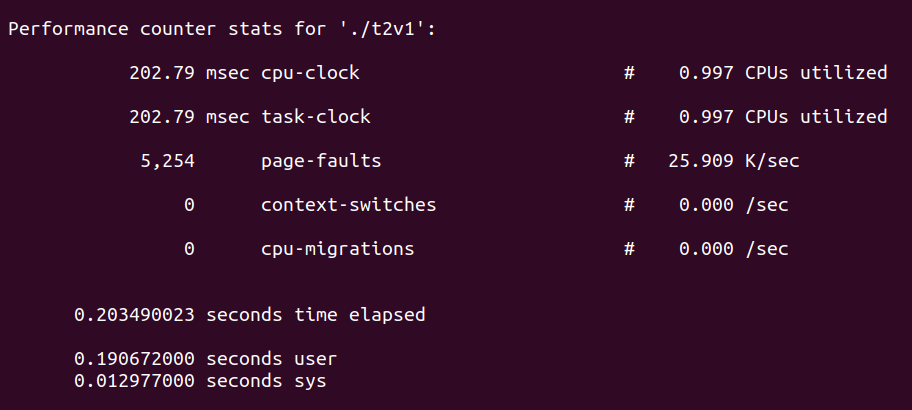 Performance counter stats for './t2v1':
202.79 msec cpu-clock # 0.997 CPUs utilized
202.79 msec task-clock # 0.997 CPUs utilized
5,254 page-faults # 25.909 K/sec
0 context-switches # 0.000 /sec
0 cpu-migrations # 0.000 /sec
0.203490023 seconds time elapsed
0.190672000 seconds user
0.012977000 seconds sys